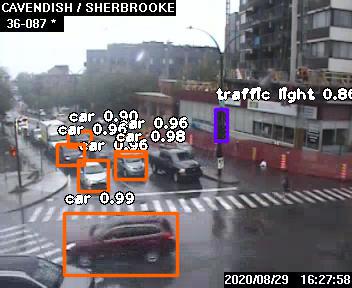 CAVENDISH / SHERBROOKE
36-087 *
traffic light 0.86
car 0.90
car 0.96
car 0.96
car 0.98
car 0.96
car 0.99
2020/08/29 16:27:58